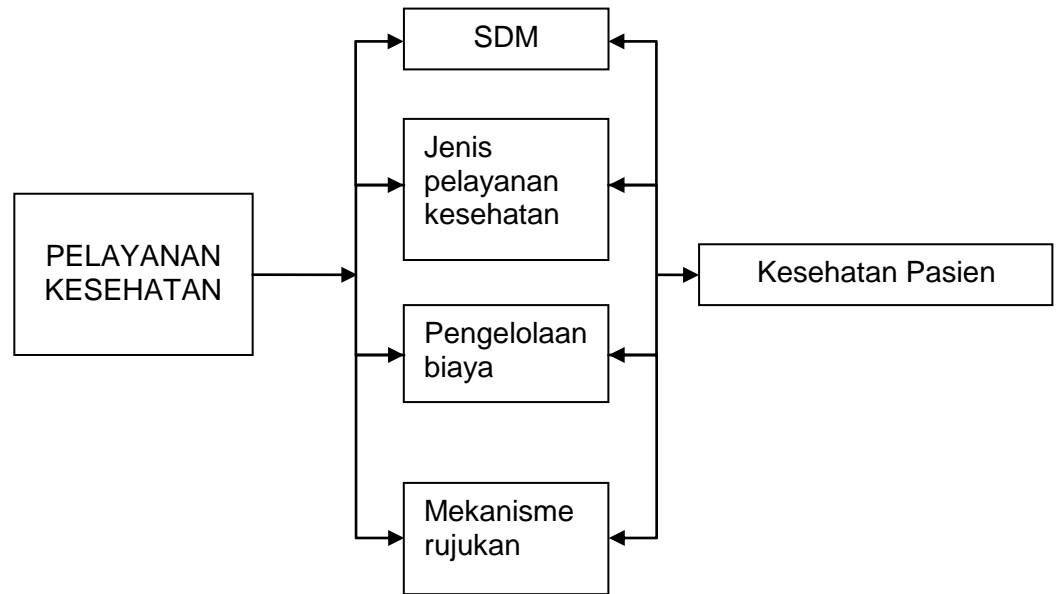 SDM
Jenis
pelayanan
kesehatan
PELAYANAN
KESEHATAN
Kesehatan Pasien
Pengelolaan
biaya
Mekanisme
rujukan